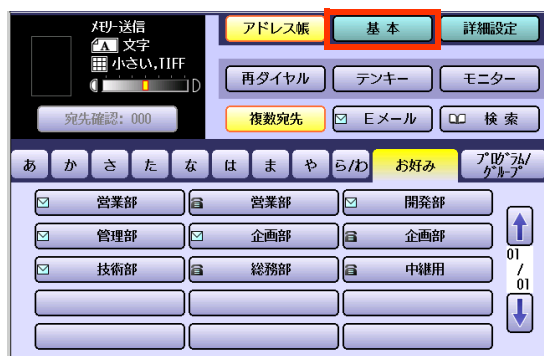 ﾒﾓﾘｰ送信
A 文字
小さい,TIFF
D
宛先確認: 000
アドレス帳 基本 詳細設定
再ダイヤル テンキー モニター
複数宛先 Eメール 検索
あ か さ た な は ま や ら/わ お好み ﾌﾟﾛｸﾞﾗﾑ/
ｸﾞﾙｰﾌﾟ
営業部 営業部 開発部
管理部 企画部 企画部
技術部 総務部 中継用
01
/
01